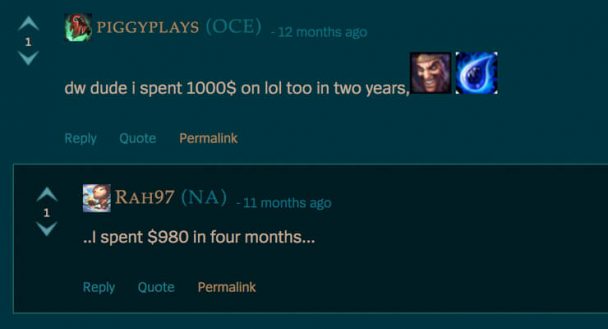 PIGGYPLAYS (OCE) - 12 months ago
1
dw dude i spent 1000$ on lol too in two years,
Reply Quote Permalink
RAH97 (NA) - 11 months ago
1
..I spent $980 in four months...
Reply Quote Permalink